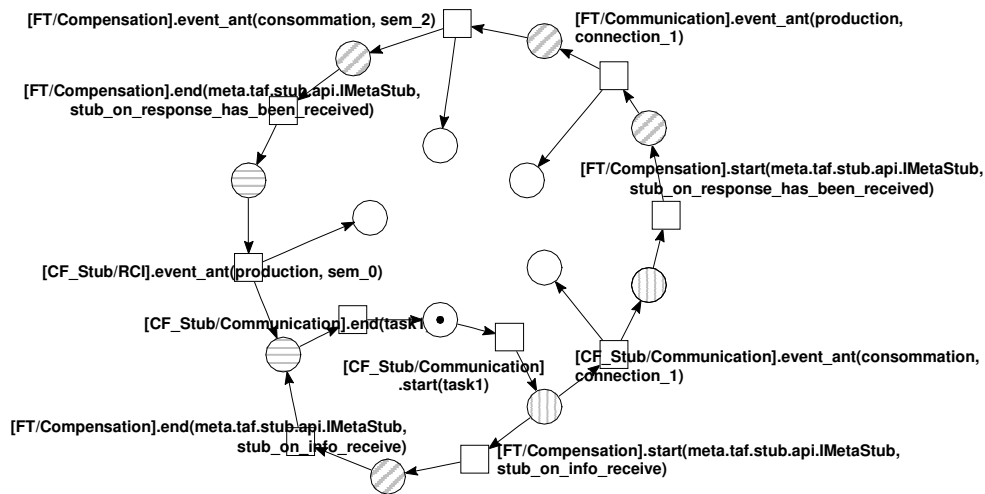 [FT/Compensation].event_ant(consommation, sem_2)
[FT/Communication].event_ant(production,
connection_1)
[FT/Compensation].end(meta.taf.stub.api.IMetaStub,
stub_on_response_has_been_received)
[FT/Compensation].start(meta.taf.stub.api.IMetaStub,
stub_on_response_has_been_received)
[CF_Stub/RCI].event_ant(production, sem_0)
[CF_Stub/Communication].end(task1)
[CF_Stub/Communication]
.start(task1)
[CF_Stub/Communication].event_ant(consommation,
connection_1)
[FT/Compensation].end(meta.taf.stub.api.IMetaStub,
stub_on_info_receive)
[FT/Compensation].start(meta.taf.stub.api.IMetaStub,
stub_on_info_receive)